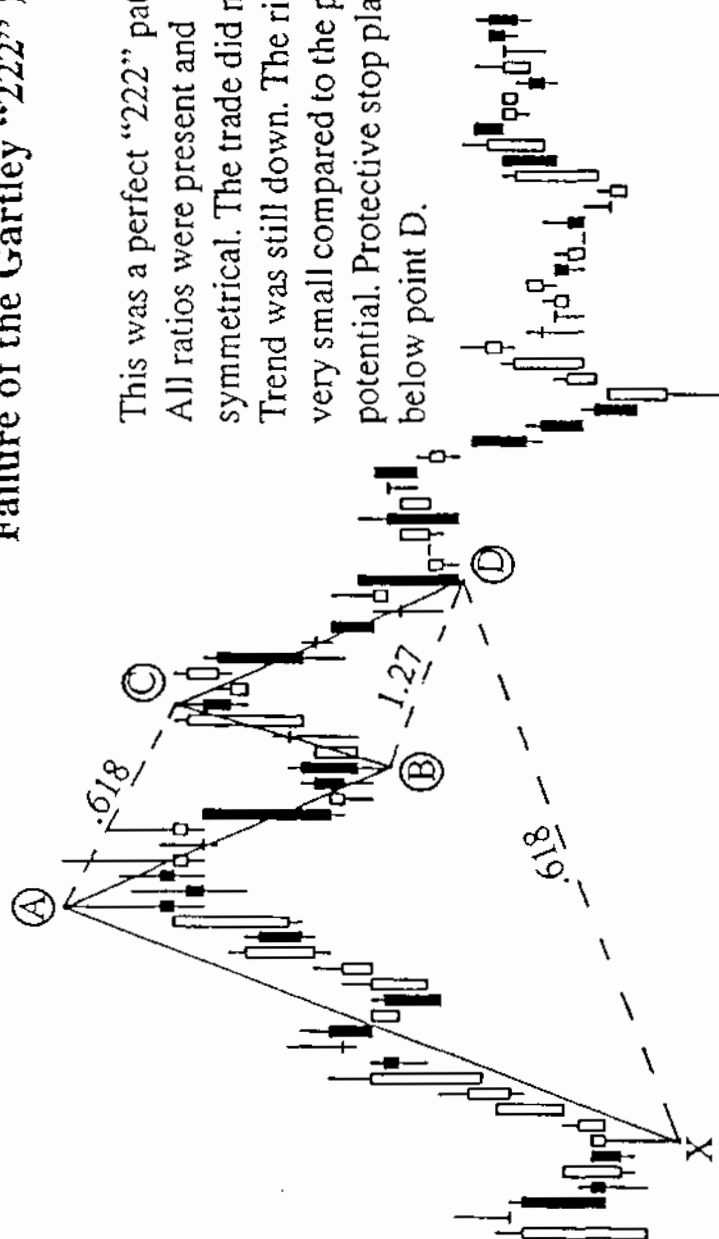 Failure of the Gartley “222”
This was a perfect “222”
All ratios were present and
symmetrical. The trade did
Trend was still down. The
very small compared to the
potential. Protective stop
below point D.
A
.618
C
1.27
B
D
.618
X